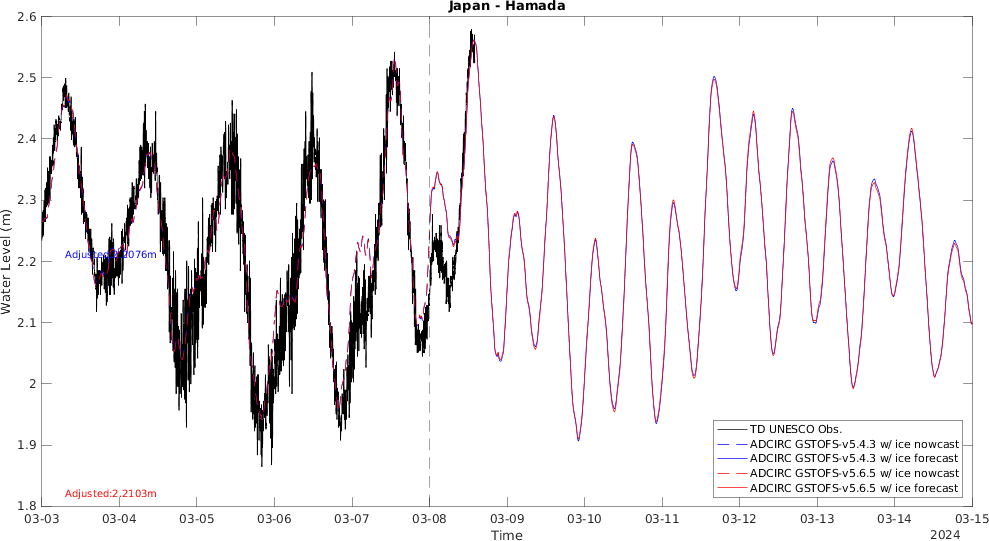 Japan - Hamada
Water Level (m)
2.6
2.5
2.4
2.3
2.2
2.1
2
1.9
1.8
Adjusted:2.2076m
Adjusted:2.2103m
TD UNESCO Obs.
ADCIRC GSTOFS-v5.4.3 w/ ice nowcast
ADCIRC GSTOFS-v5.4.3 w/ ice forecast
ADCIRC GSTOFS-v5.6.5 w/ ice nowcast
ADCIRC GSTOFS-v5.6.5 w/ ice forecast
03-03 03-04 03-05 03-06 03-07 03-08 03-09 03-10 03-11 03-12 03-13 03-14 03-15
Time
2024